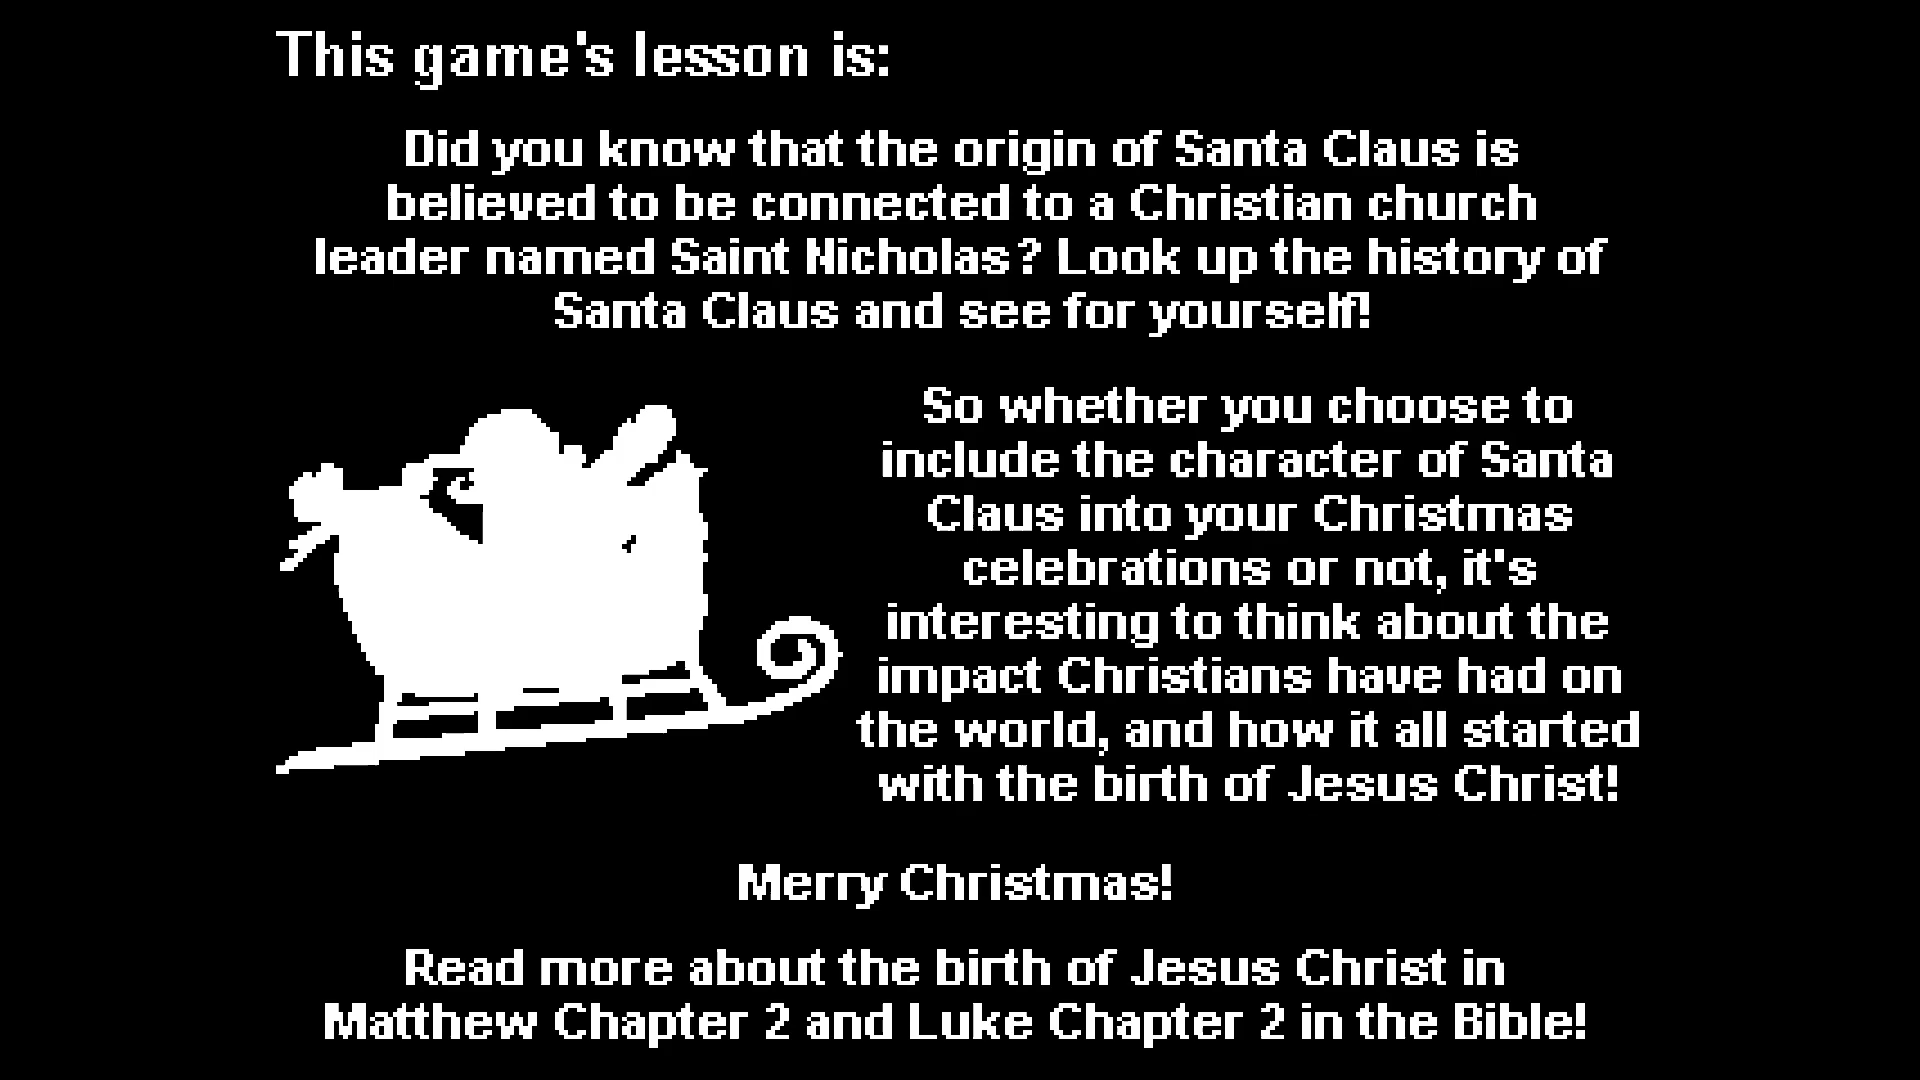 This game's lesson is:
Did you know that the origin of Santa Claus is
believed to be connected to a Christian church
leader named Saint Nicholas? Look up the history of
Santa Claus and see for yourself!
So whether you choose to
include the character of Santa
Claus into your Christmas
celebrations or not, it's
interesting to think about the
impact Christians have had on
the world, and how it all started
with the birth of Jesus Christ!
Merry Christmas!
Read more about the birth of Jesus Christ in
Matthew Chapter 2 and Luke Chapter 2 in the Bible!